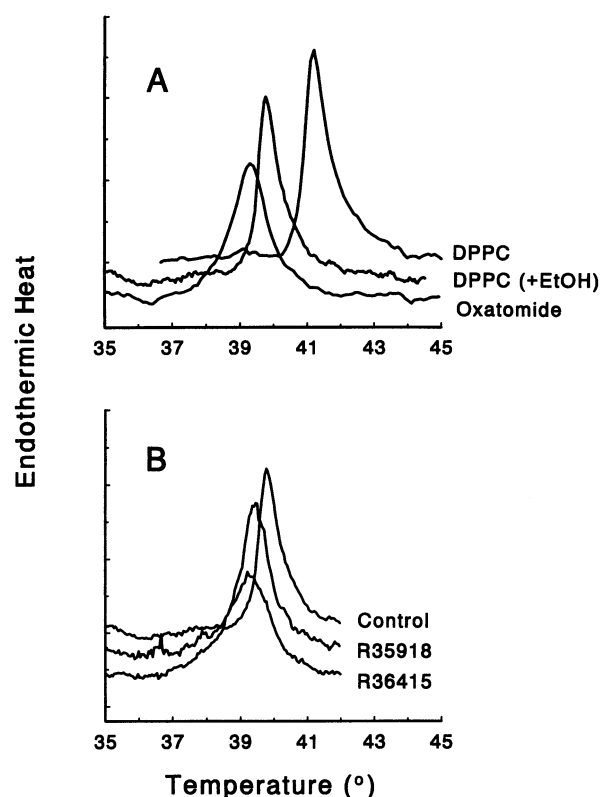 A
DPPC
DPPC (+EtOH)
Oxatomide
35 37 39 41 43 45
Endothermic Heat
B
Control
R35918
R36415
35 37 39 41 43 45
Temperature (º)